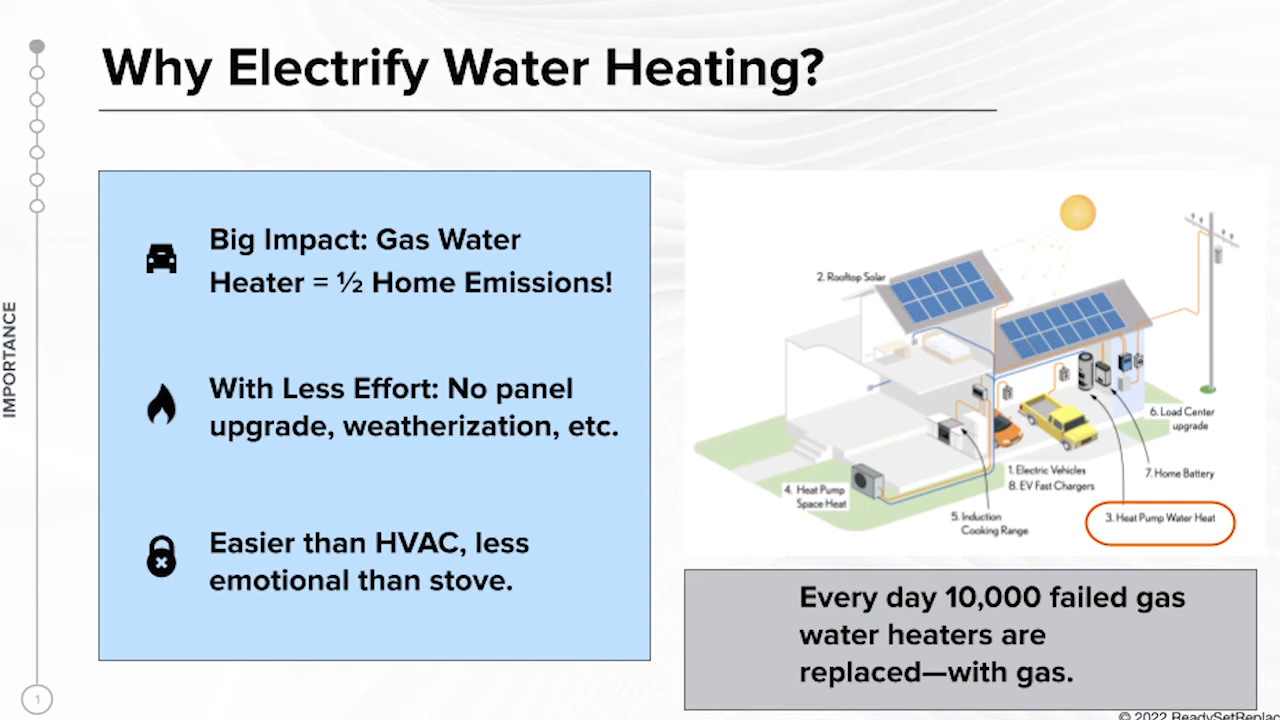 Why Electrify Water Heating?
IMPORTANCE
Big Impact: Gas Water
Heater = ½ Home Emissions!
With Less Effort: No panel
upgrade, weatherization, etc.
Easier than HVAC, less
emotional than stove.
2. Rooftop Solar
6. Load Center
upgrade
1. Electric Vehicles
8. EV Fast Chargers
7. Home Battery
4. Heat Pump
Space Heat
5. Induction
Cooking Range
3. Heat Pump Water Heat
Every day 10,000 failed gas
water heaters are
replaced—with gas.
1
© 2022 ReadySetReplac